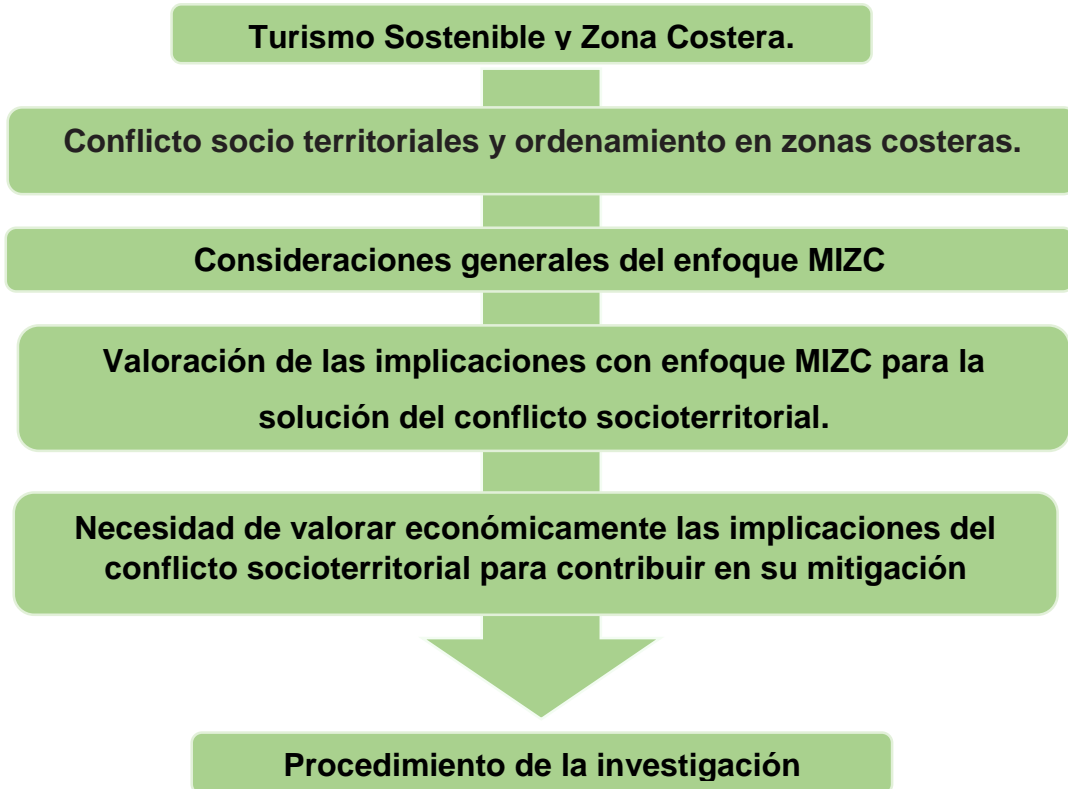 Turismo Sostenible y Zona Costera.
Conflicto socio territoriales y ordenamiento en zonas costeras.
Consideraciones generales del enfoque MIZC
Valoración de las implicaciones con enfoque MIZC para la
solución del conflicto socioterritorial.
Necesidad de valorar económicamente las implicaciones del
conflicto socioterritorial para contribuir en su mitigación
Procedimiento de la investigación